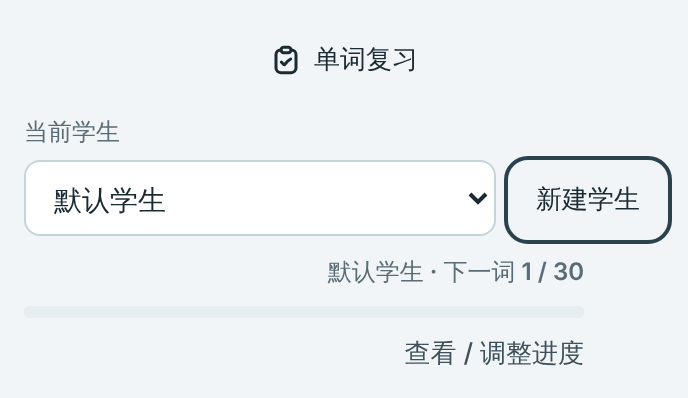 单词复习
当前学生
默认学生 新建学生
默认学生 · 下一词 1 / 30
查看 / 调整进度